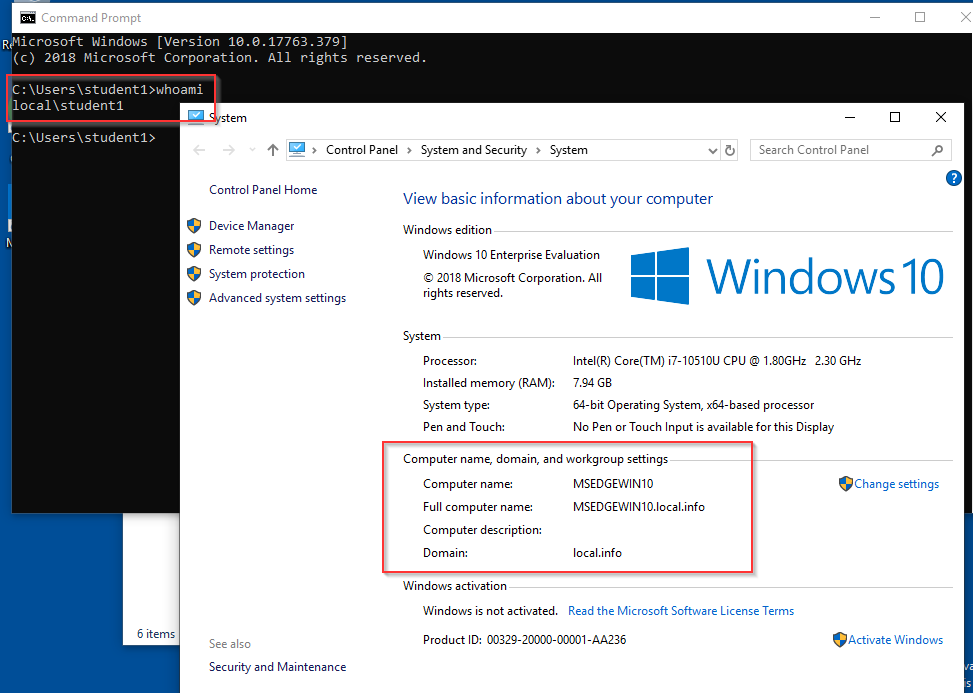 Command Prompt
Microsoft Windows [Version 10.0.17763.379]
(c) 2018 Microsoft Corporation. All rights reserved.
C:\Users\student1>whoami
local\student1
C:\Users\student1>
System
Control Panel > System and Security > System
Search Control Panel
Control Panel Home
Device Manager
Remote settings
System protection
Advanced system settings
View basic information about your computer
Windows edition
Windows 10 Enterprise Evaluation
© 2018 Microsoft Corporation. All
rights reserved.
Windows 10
System
Processor: Intel(R) Core(TM) i7-10510U CPU @ 1.80GHz 2.30 GHz
Installed memory (RAM): 7.94 GB
System type: 64-bit Operating System, x64-based processor
Pen and Touch: No Pen or Touch Input is available for this Display
Computer name, domain, and workgroup settings
Computer name: MSEDGEWIN10
Change settings
Full computer name: MSEDGEWIN10.local.info
Computer description:
Domain: local.info
Windows activation
Windows is not activated. Read the Microsoft Software License Terms
Product ID: 00329-20000-00001-AA236
Activate Windows
6 items
See also
Security and Maintenance